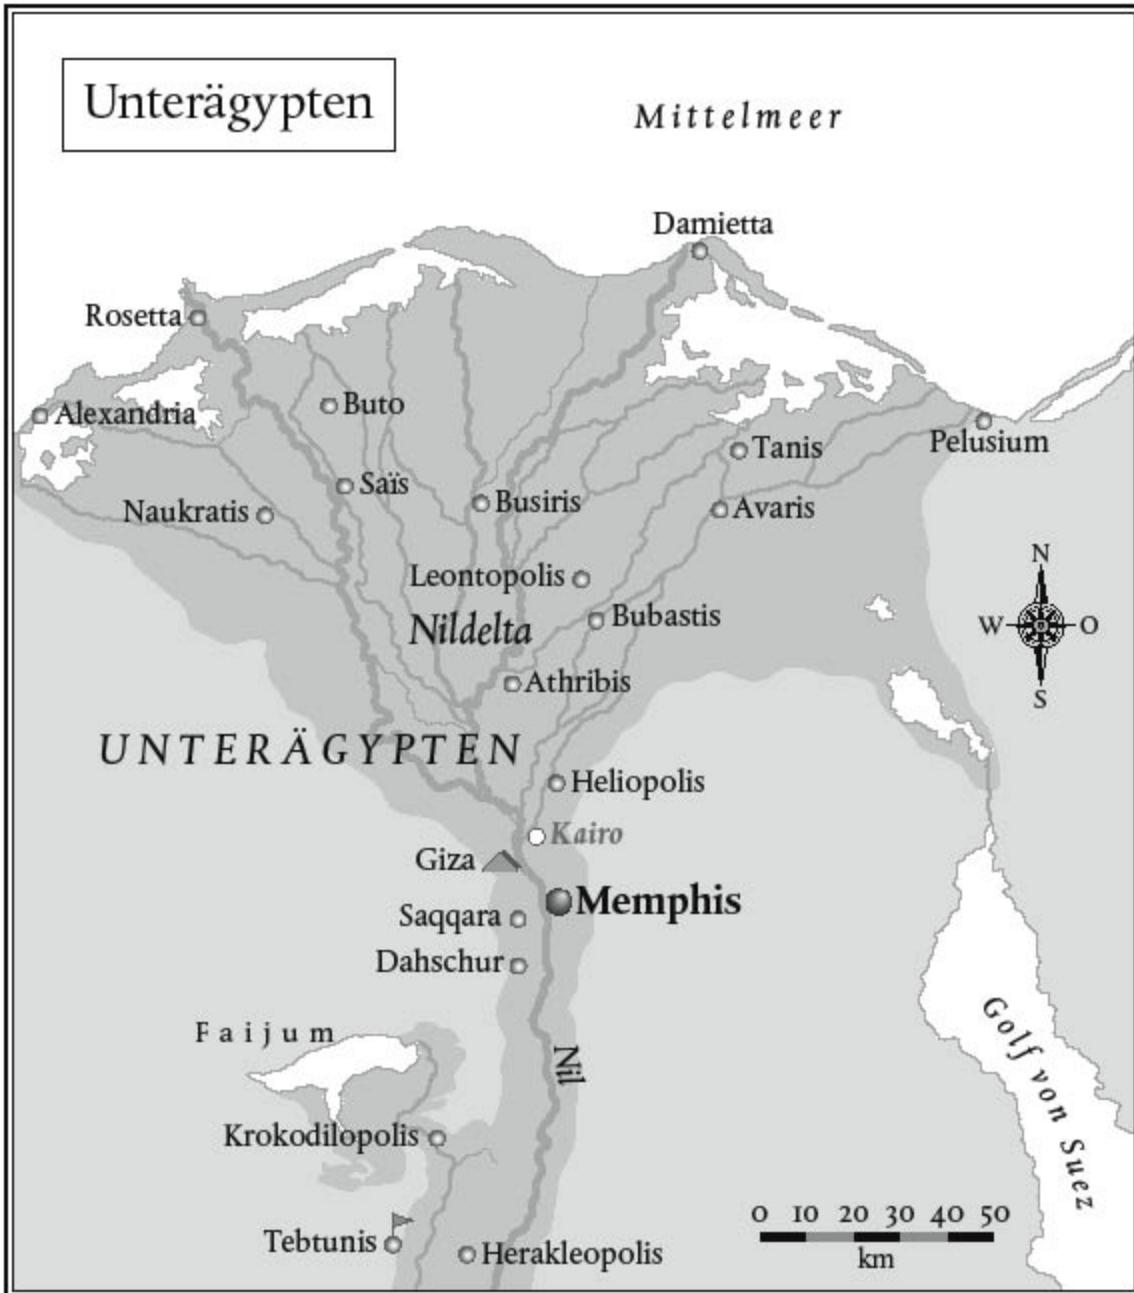 Unterägypten
Mittelmeer
Damietta
Rosetta
Alexandria
Buto
Tanis
Pelusium
Saïs
Busiris
Naukratis
Avaris
N
Leontopolis
Nildelta
Bubastis
W
O
Athribis
S
UNTERÄGYPTEN
Heliopolis
Kairo
Giza
Memphis
Saqqara
Dahschur
Faijum
Nil
Golf von Suez
Krokodilopolis
0 10 20 30 40 50
km
Tebtunis
Herakleopolis